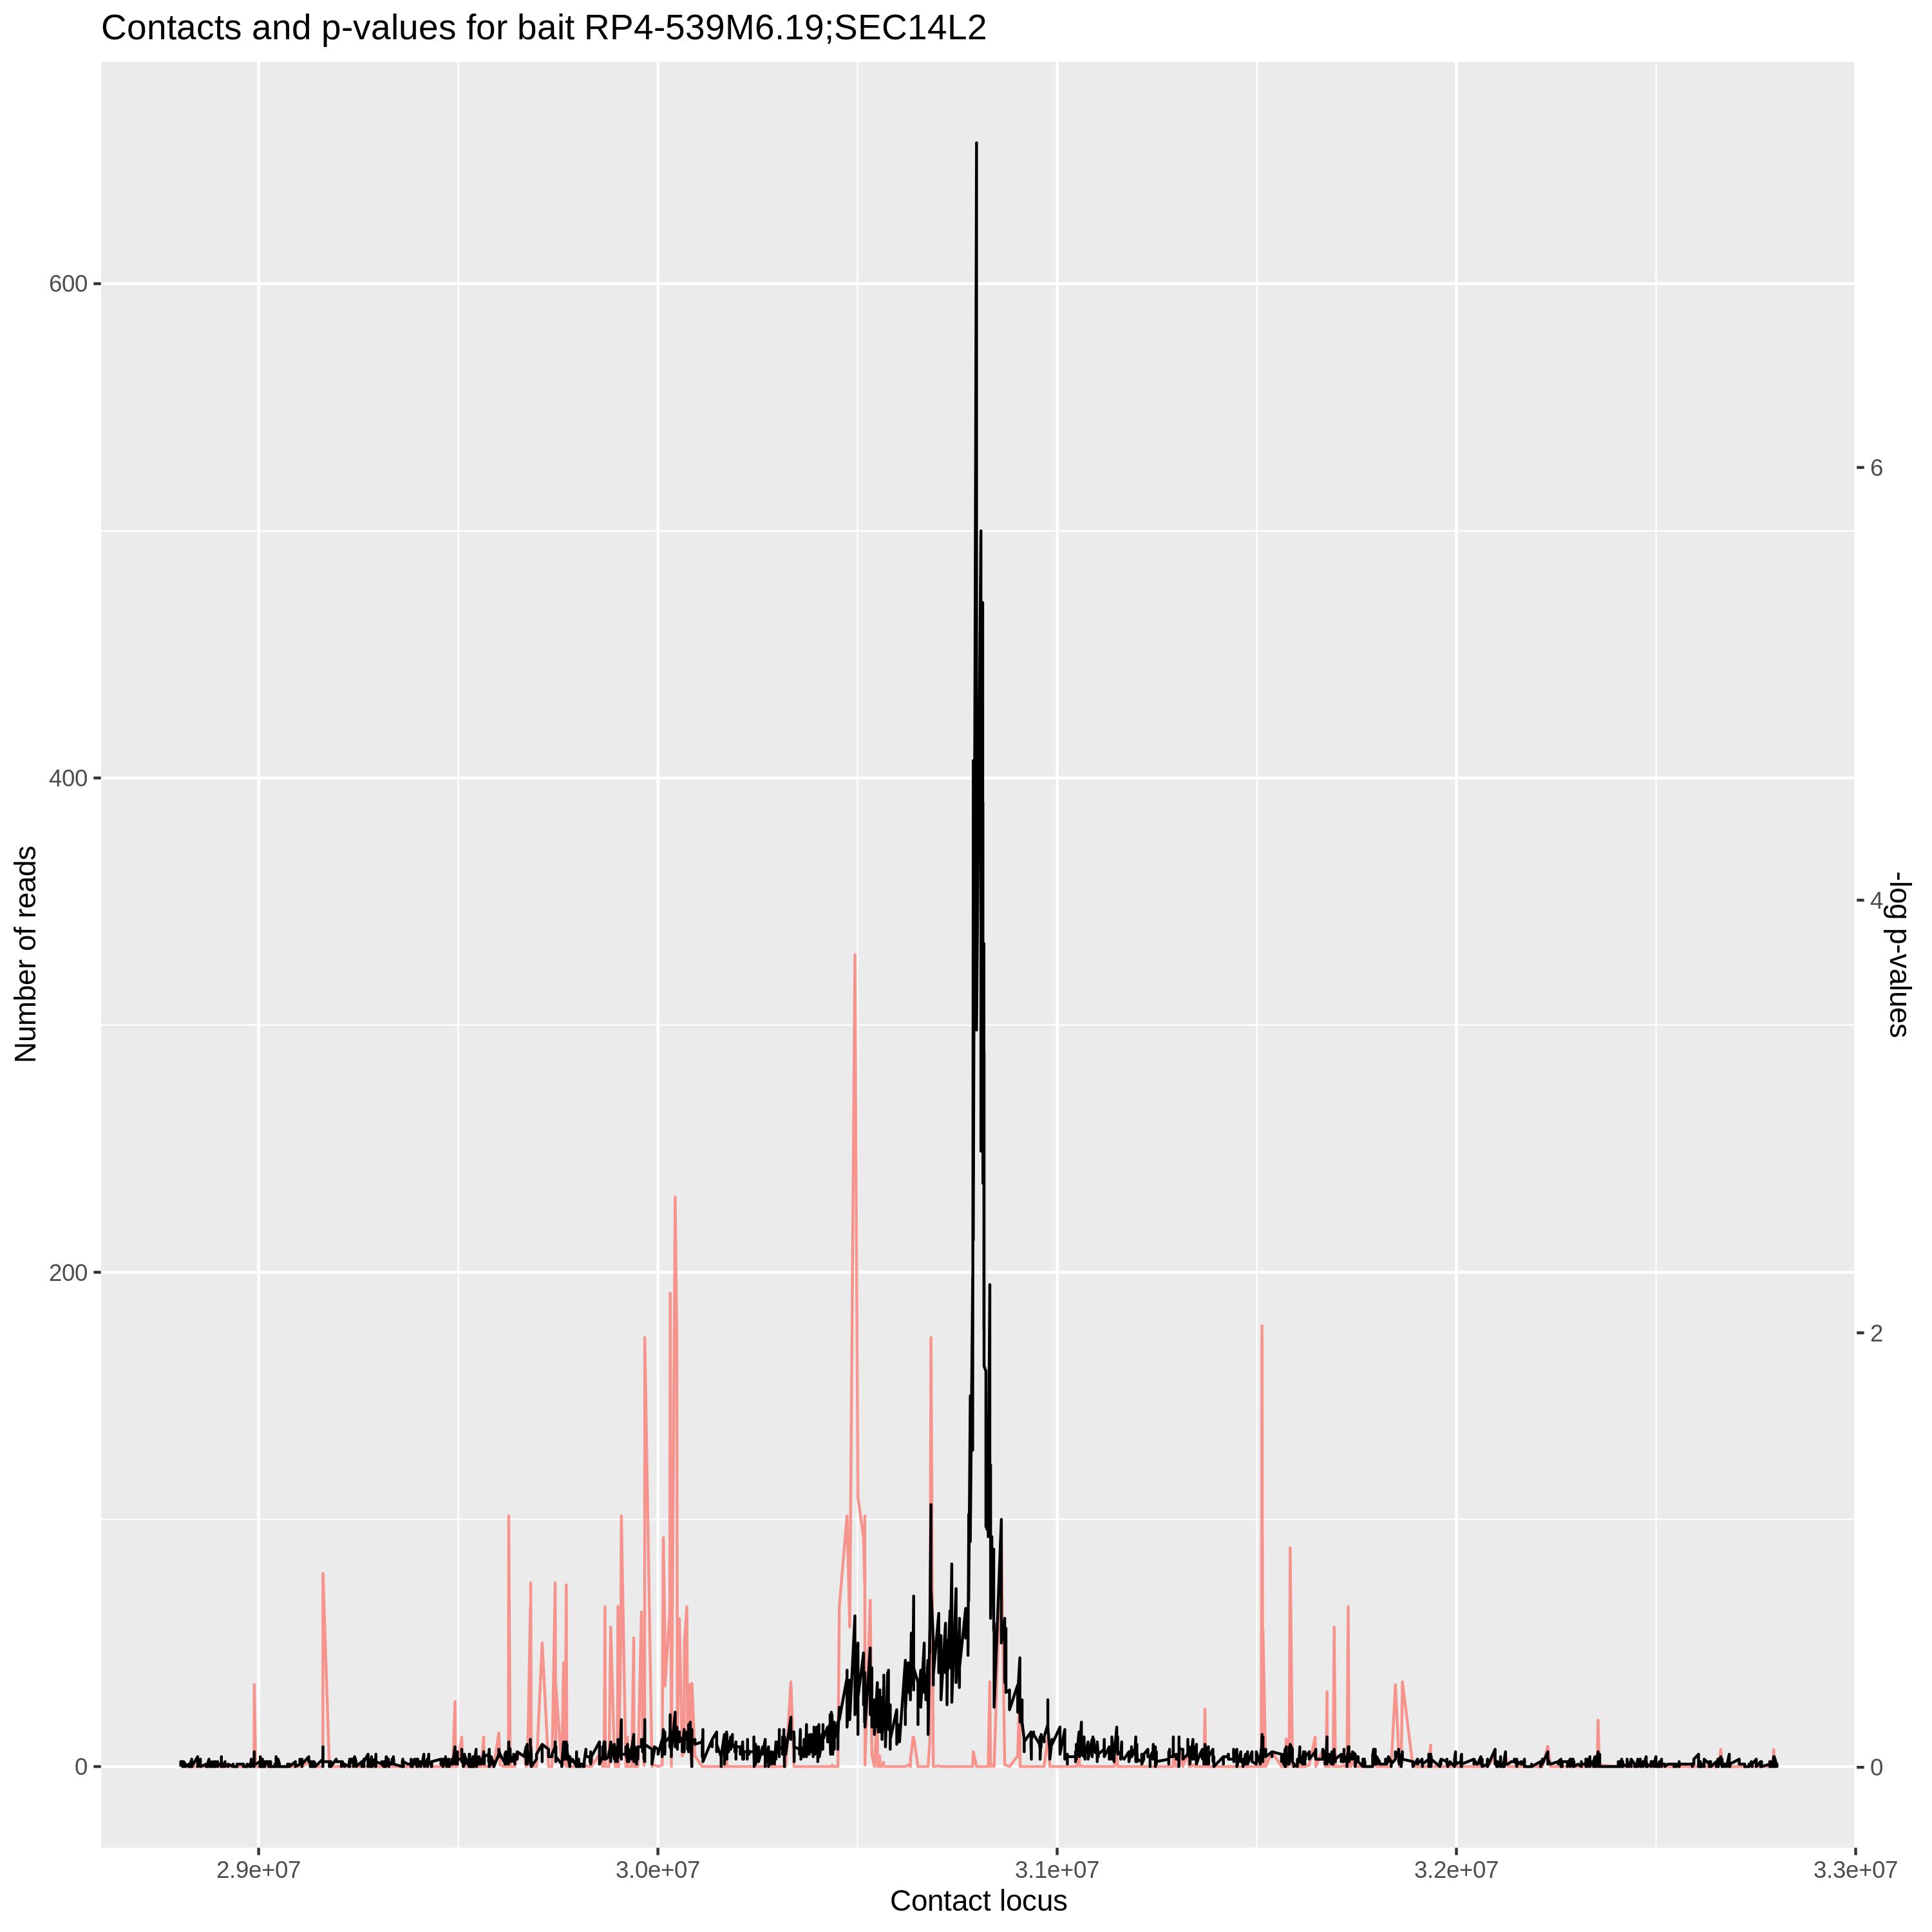 Contacts and p-values for bait RP4-539M6.19;SEC14L2
600
400
200
0
Number of reads
6
4
2
0
-log p-values
2.9e+07
3.0e+07
3.1e+07
3.2e+07
3.3e+07
Contact locus